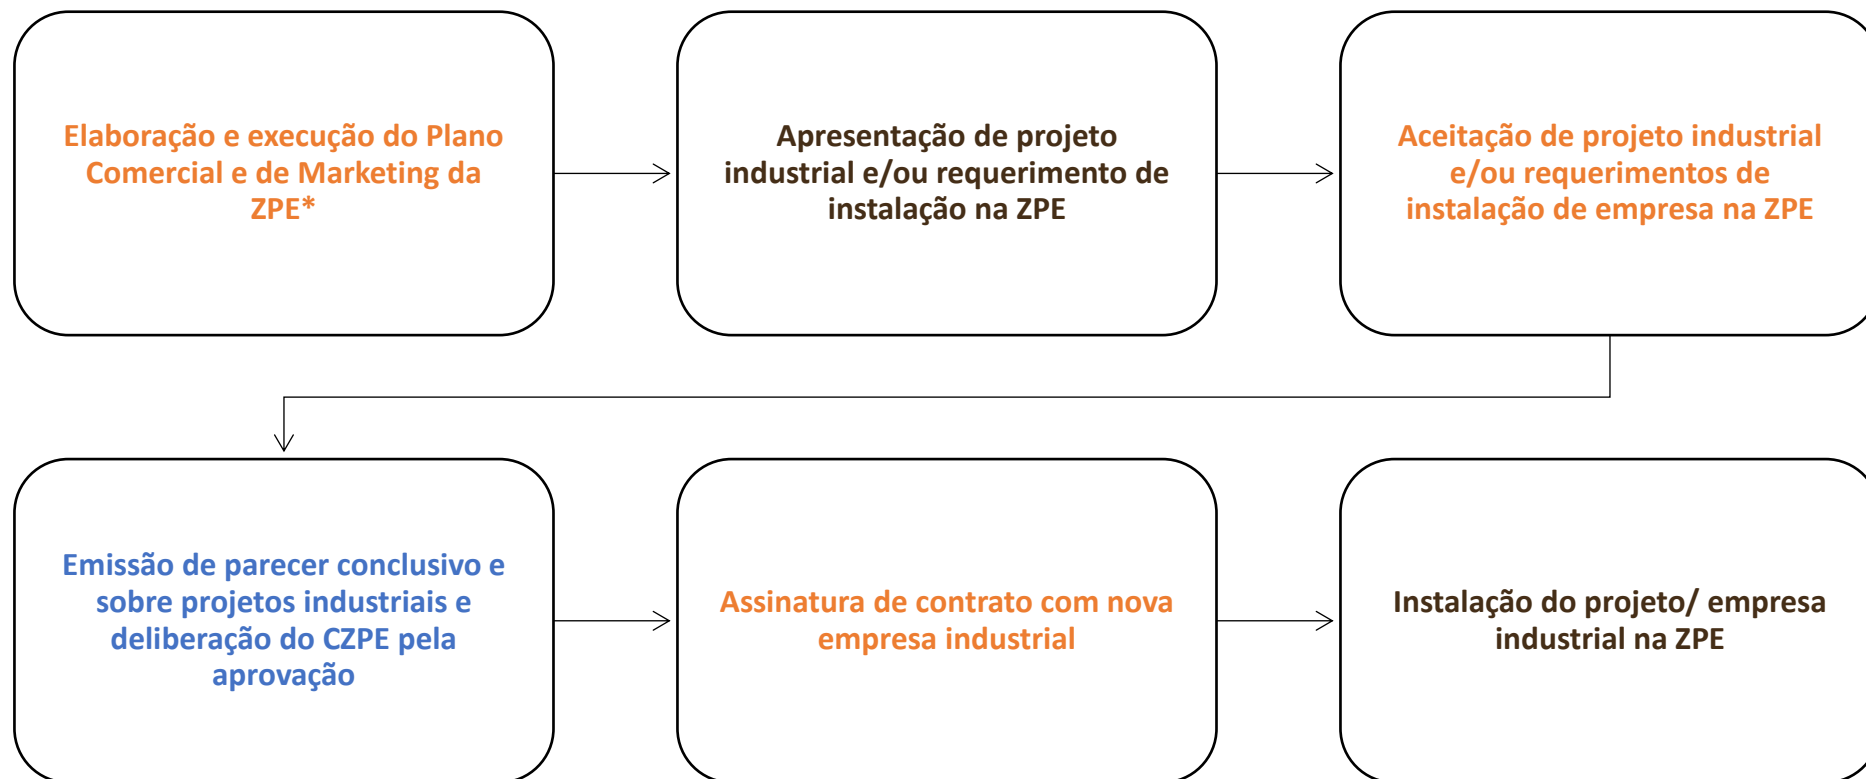 Elaboração e execução do Plano
Comercial e de Marketing da
ZPE*
Apresentação de projeto
industrial e/ou requerimento de
instalação na ZPE
Aceitação de projeto industrial
e/ou requerimentos de
instalação de empresa na ZPE
Emissão de parecer conclusivo e
sobre projetos industriais e
deliberação do CZPE pela
aprovação
Assinatura de contrato com nova
empresa industrial
Instalação do projeto/ empresa
industrial na ZPE